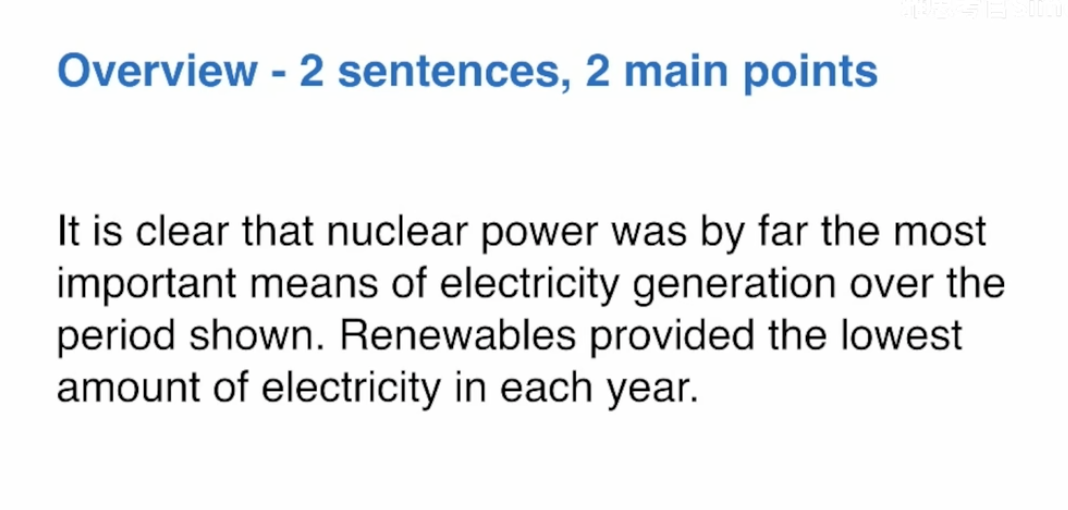 Overview - 2 sentences, 2 main points
It is clear that nuclear power was by far the most
important means of electricity generation over the
period shown. Renewables provided the lowest
amount of electricity in each year.